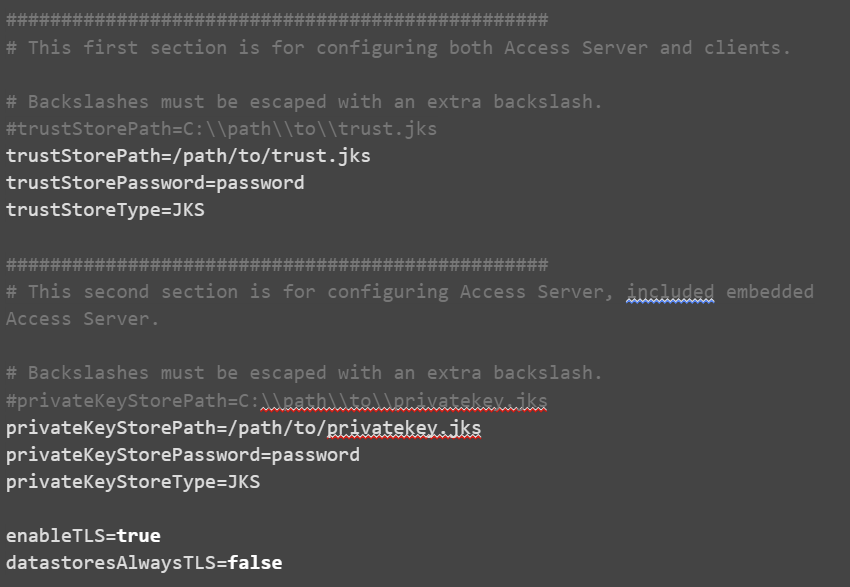 #################################################
# This first section is for configuring both Access Server and clients.
# Backslashes must be escaped with an extra backslash.
#trustStorePath=C:\\path\\to\\trust.jks
trustStorePath=/path/to/trust.jks
trustStorePassword=password
trustStoreType=JKS
#################################################
# This second section is for configuring Access Server, included embedded
Access Server.
# Backslashes must be escaped with an extra backslash.
#privateKeyStorePath=C:\\path\\to\\privatekey.jks
privateKeyStorePath=/path/to/privatekey.jks
privateKeyStorePassword=password
privateKeyStoreType=JKS
enableTLS=true
datastoresAlwaysTLS=false